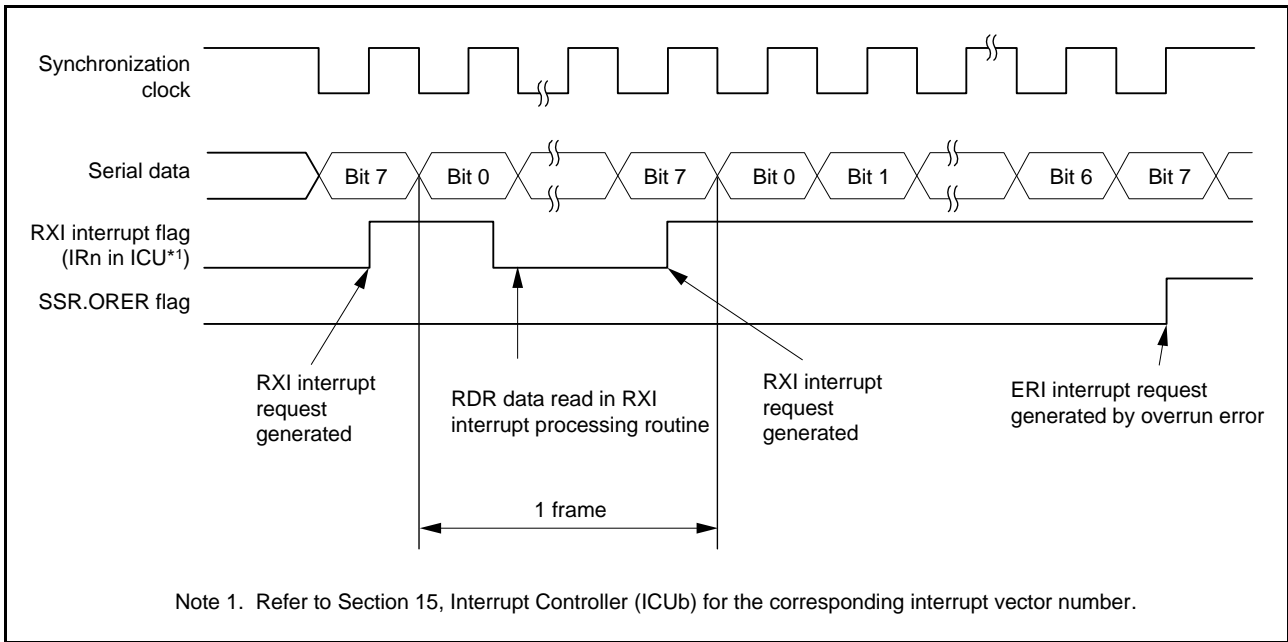 Synchronization
clock
Serial data
Bit 7
Bit 0
Bit 7
Bit 0
Bit 1
Bit 6
Bit 7
RXI interrupt flag
(IRn in ICU*1)
SSR.ORER flag
RXI interrupt
request
generated
RDR data read in RXI
interrupt processing routine
RXI interrupt
request
generated
ERI interrupt request
generated by overrun error
1 frame
Note 1. Refer to Section 15, Interrupt Controller (ICUb) for the corresponding interrupt vector number.